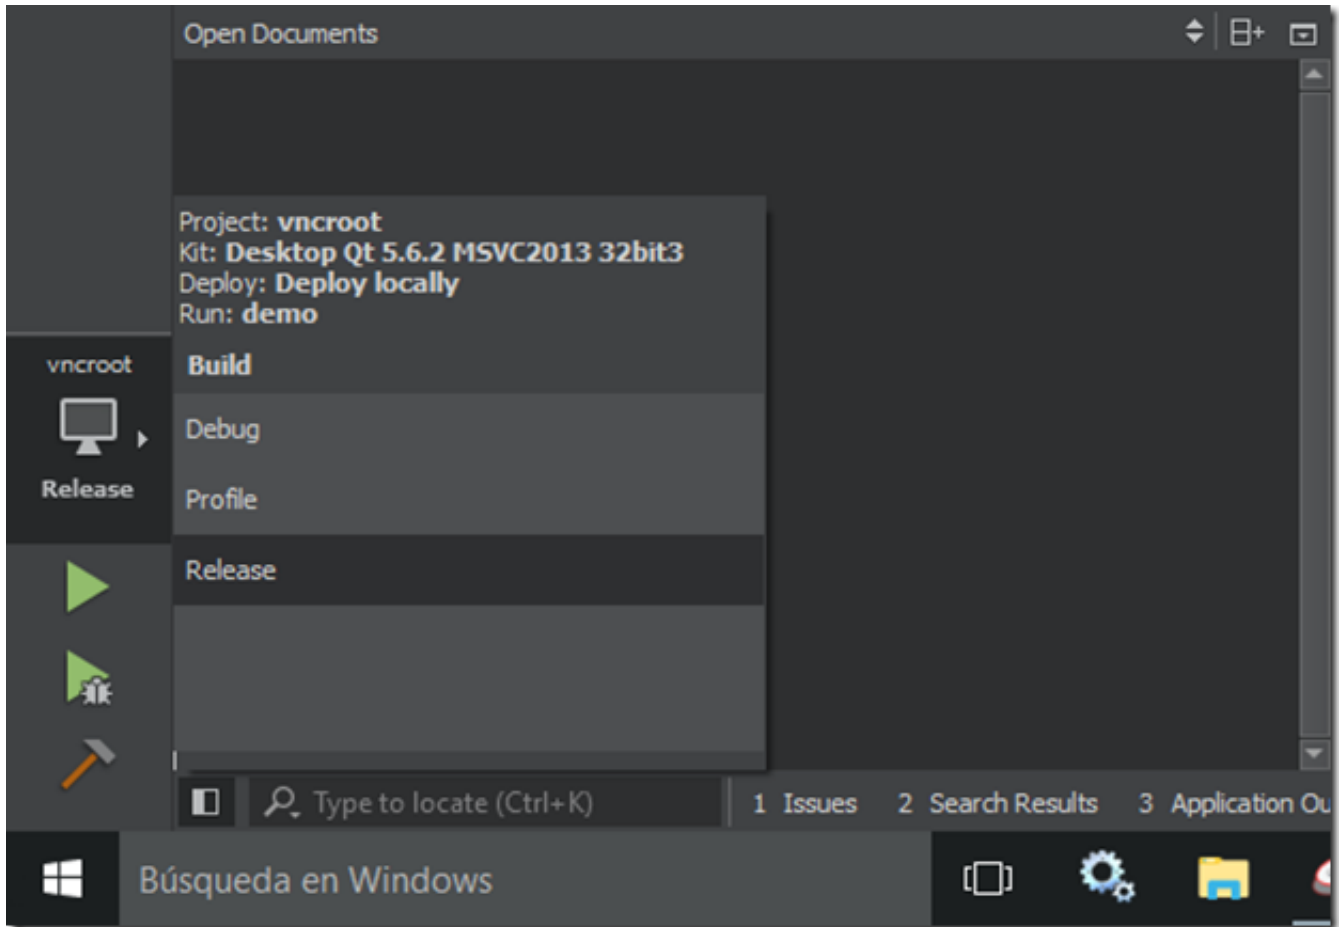 Open Documents
Project: vncroot
Kit: Desktop Qt 5.6.2 MSVC2013 32bit3
Deploy: Deploy locally
Run: demo
vncroot
Build
Debug
Release
Profile
Release
Type to locate (Ctrl+K)
1 Issues
2 Search Results
3 Application Ou
Búsqueda en Windows